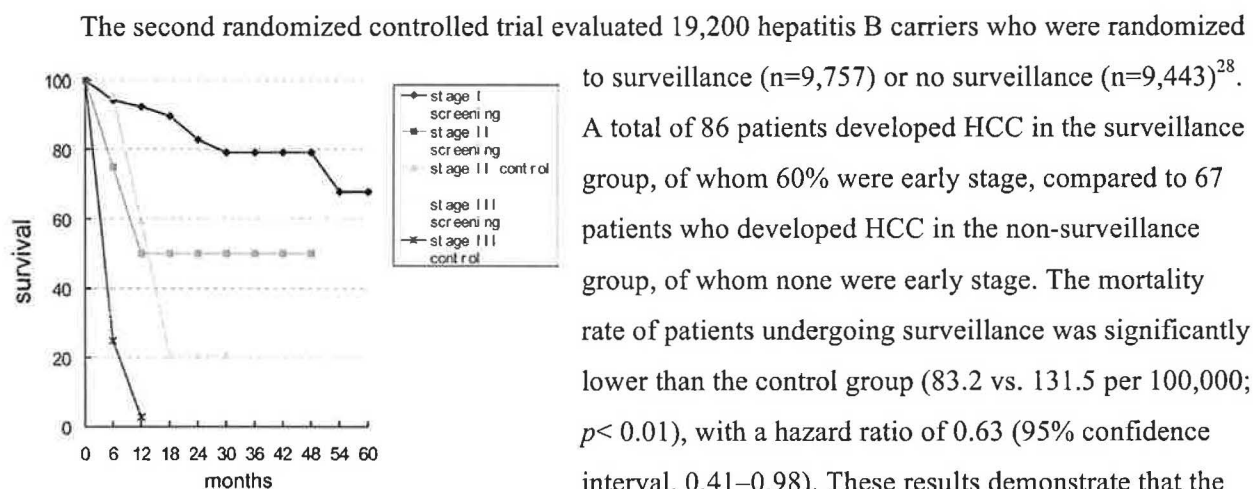 The second randomized controlled trial evaluated 19,200 hepatitis B carriers who were randomized
to surveillance (n=9,757) or no surveillance (n=9,443)28.
A total of 86 patients developed HCC in the surveillance
group, of whom 60% were early stage, compared to 67
patients who developed HCC in the non-surveillance
group, of whom none were early stage. The mortality
rate of patients undergoing surveillance was significantly
lower than the control group (83.2 vs. 131.5 per 100,000;
p< 0.01), with a hazard ratio of 0.63 (95% confidence
interval, 0.41–0.98). These results demonstrate that the
survival
100
80
60
40
20
0
0 6 12 18 24 30 36 42 48 54 60
months
stage I
screening
stage II
screening
stage II control
stage III
screening
stage III
control